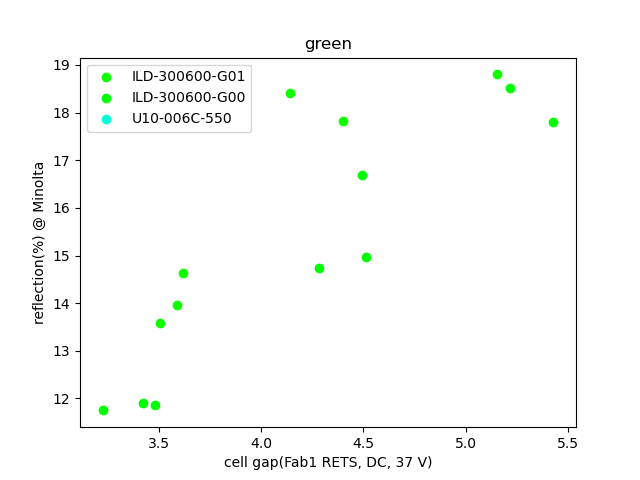 green
ILD-300600-G01
ILD-300600-G00
U10-006C-550
reflection(%) @ Minolta
19
18
17
16
15
14
13
12
3.5 4.0 4.5 5.0 5.5
cell gap(Fab1 RETS, DC, 37 V)